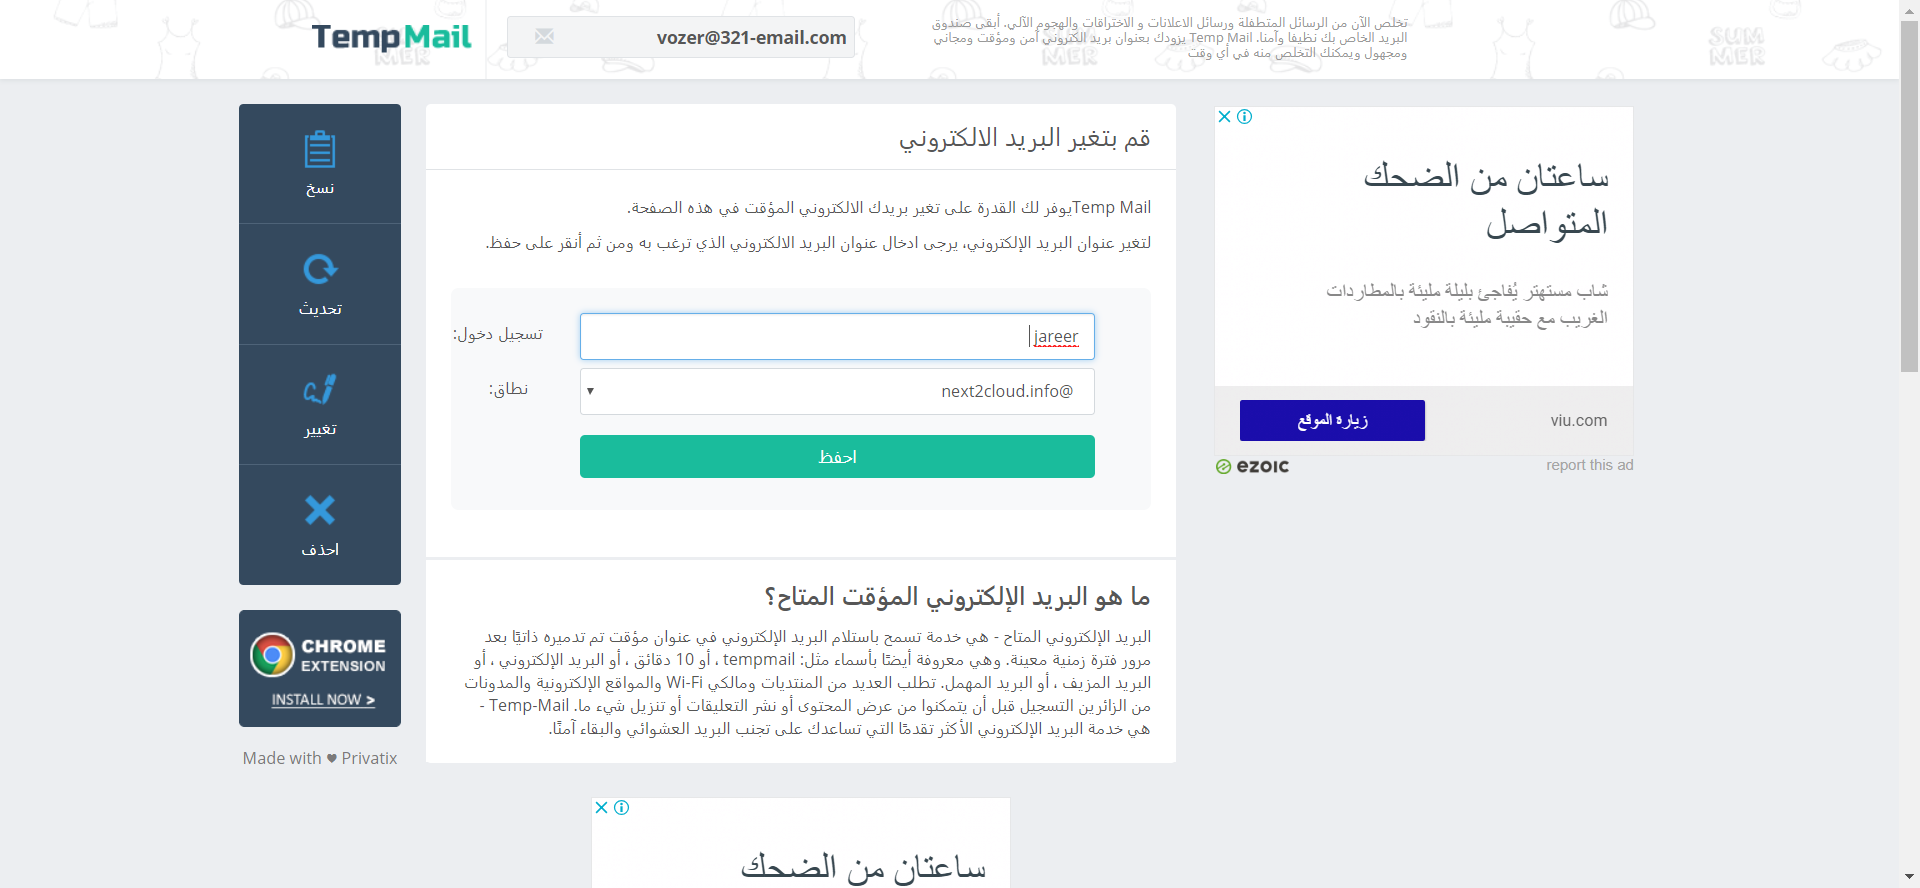 TempMail
vozer@321-email.com
تخلص الآن من الرسائل المتطفلة ورسائل الاعلانات و الاختراقات والهجوم الآلي. أبقى صندوق
البريد الخاص بك نظيفا وآمنا. Temp Mail يزودك بعنوان بريد الكتروني آمن ومؤقت ومجاني
ومجهول ويمكنك التخلص منه في أي وقت
SUMMER
SUMMER
SUMMER
نسخ
تحديث
تغيير
احذف
CHROME
EXTENSION
INSTALL NOW >
Made with ♥ Privatix
قم بتغير البريد الالكتروني
Temp Mailيوفر لك القدرة على تغير بريدك الالكتروني المؤقت في هذه الصفحة.
لتغير عنوان البريد الإلكتروني، يرجى ادخال عنوان البريد الالكتروني الذي ترغب به ومن ثم أنقر على حفظ.
تسجيل دخول:
jareer
نطاق:
next2cloud.info@
احفظ
ما هو البريد الإلكتروني المؤقت المتاح؟
البريد الإلكتروني المتاح - هي خدمة تسمح باستلام البريد الإلكتروني في عنوان مؤقت تم تدميره ذاتيًا بعد
مرور فترة زمنية معينة. وهي معروفة أيضًا بأسماء مثل: tempmail ، أو 10 دقائق ، أو البريد الإلكتروني ، أو
البريد المزيف ، أو البريد المهمل. تطلب العديد من المنتديات ومالكي Wi-Fi والمواقع الإلكترونية والمدونات
من الزائرين التسجيل قبل أن يتمكنوا من عرض المحتوى أو نشر التعليقات أو تنزيل شيء ما. Temp-Mail -
هي خدمة البريد الإلكتروني الأكثر تقدمًا التي تساعدك على تجنب البريد العشوائي والبقاء آمنًا.
ساعتان من الضحك
المتواصل
شاب مستهتر يُفاجئ بليلة مليئة بالمطاردات
الغريب مع حقيبة مليئة بالنقود
زيارة الموقع
viu.com
ezoic
report this ad
ساعتان من الضحك